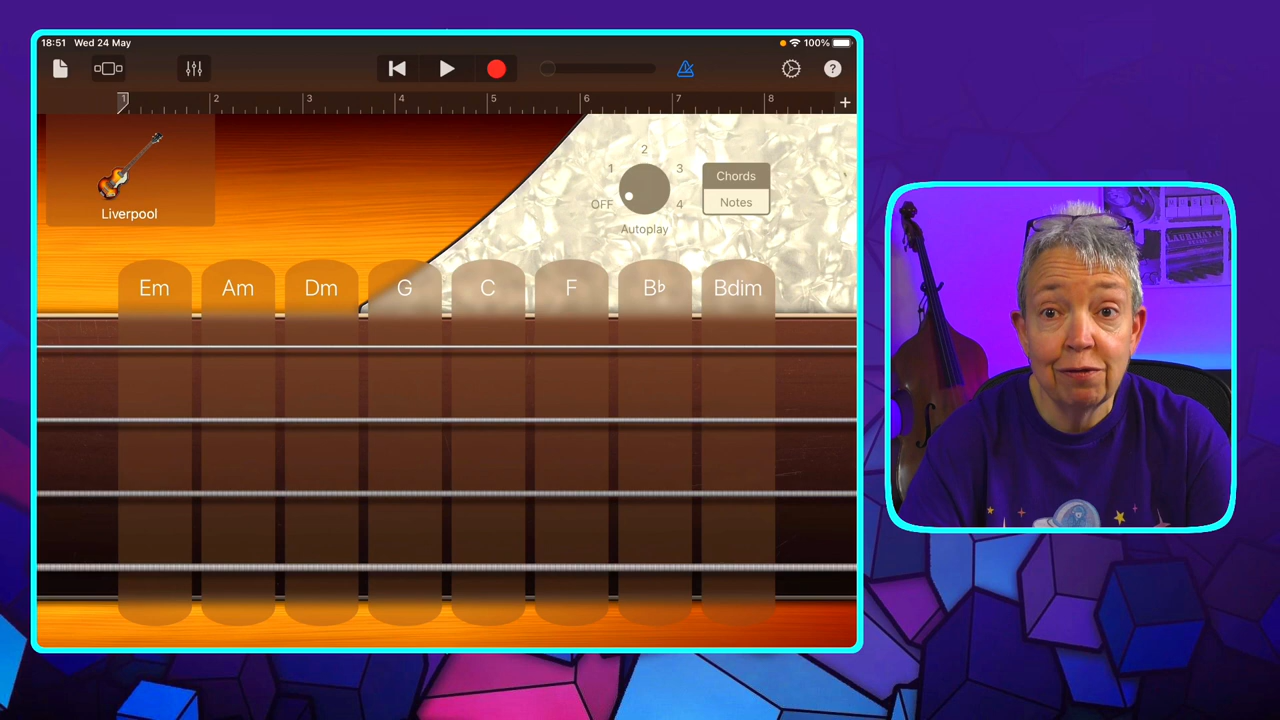 18:51 Wed 24 May
100%
1 2 3 4 5 6 7 8
Liverpool
OFF 1 2 3 4
Autoplay
Chords
Notes
Em Am Dm G C F B♭ Bdim